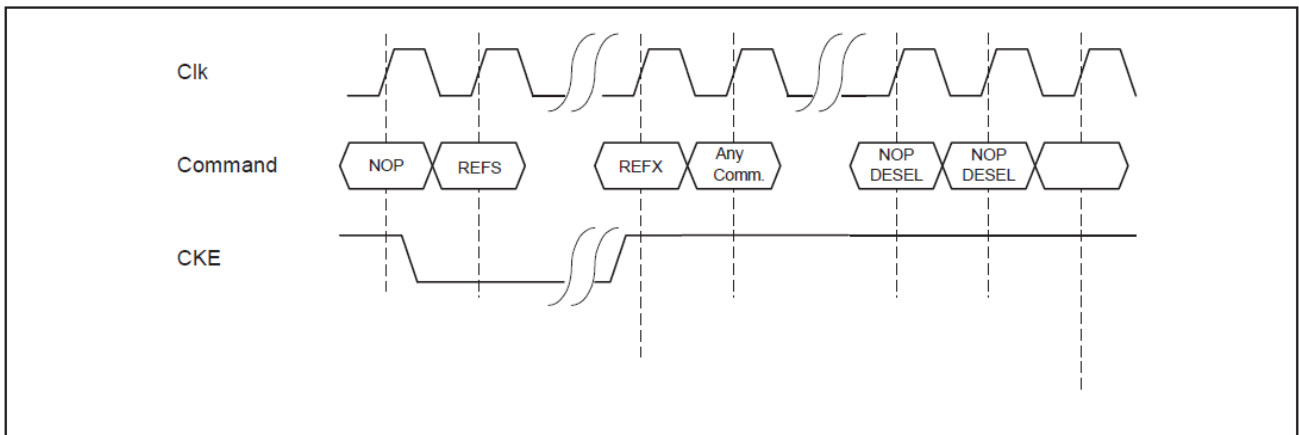 Clk
Command
NOP
REFS
REFX
Any
Comm.
NOP
DESEL
NOP
DESEL
CKE